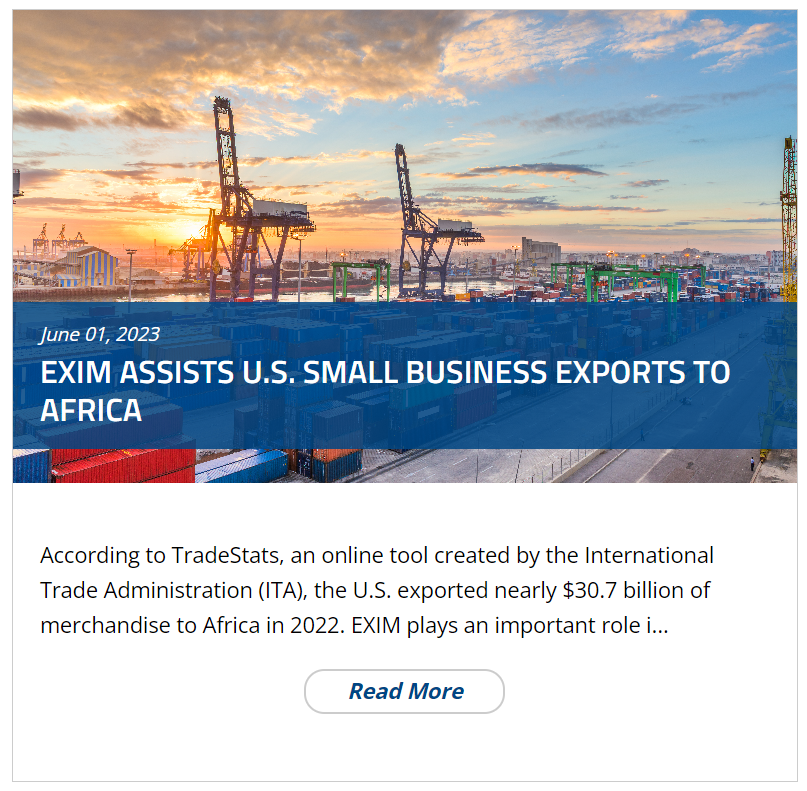 June 01, 2023
EXIM ASSISTS U.S. SMALL BUSINESS EXPORTS TO
AFRICA
According to TradeStats, an online tool created by the International
Trade Administration (ITA), the U.S. exported nearly $30.7 billion of
merchandise to Africa in 2022. EXIM plays an important role i...
Read More